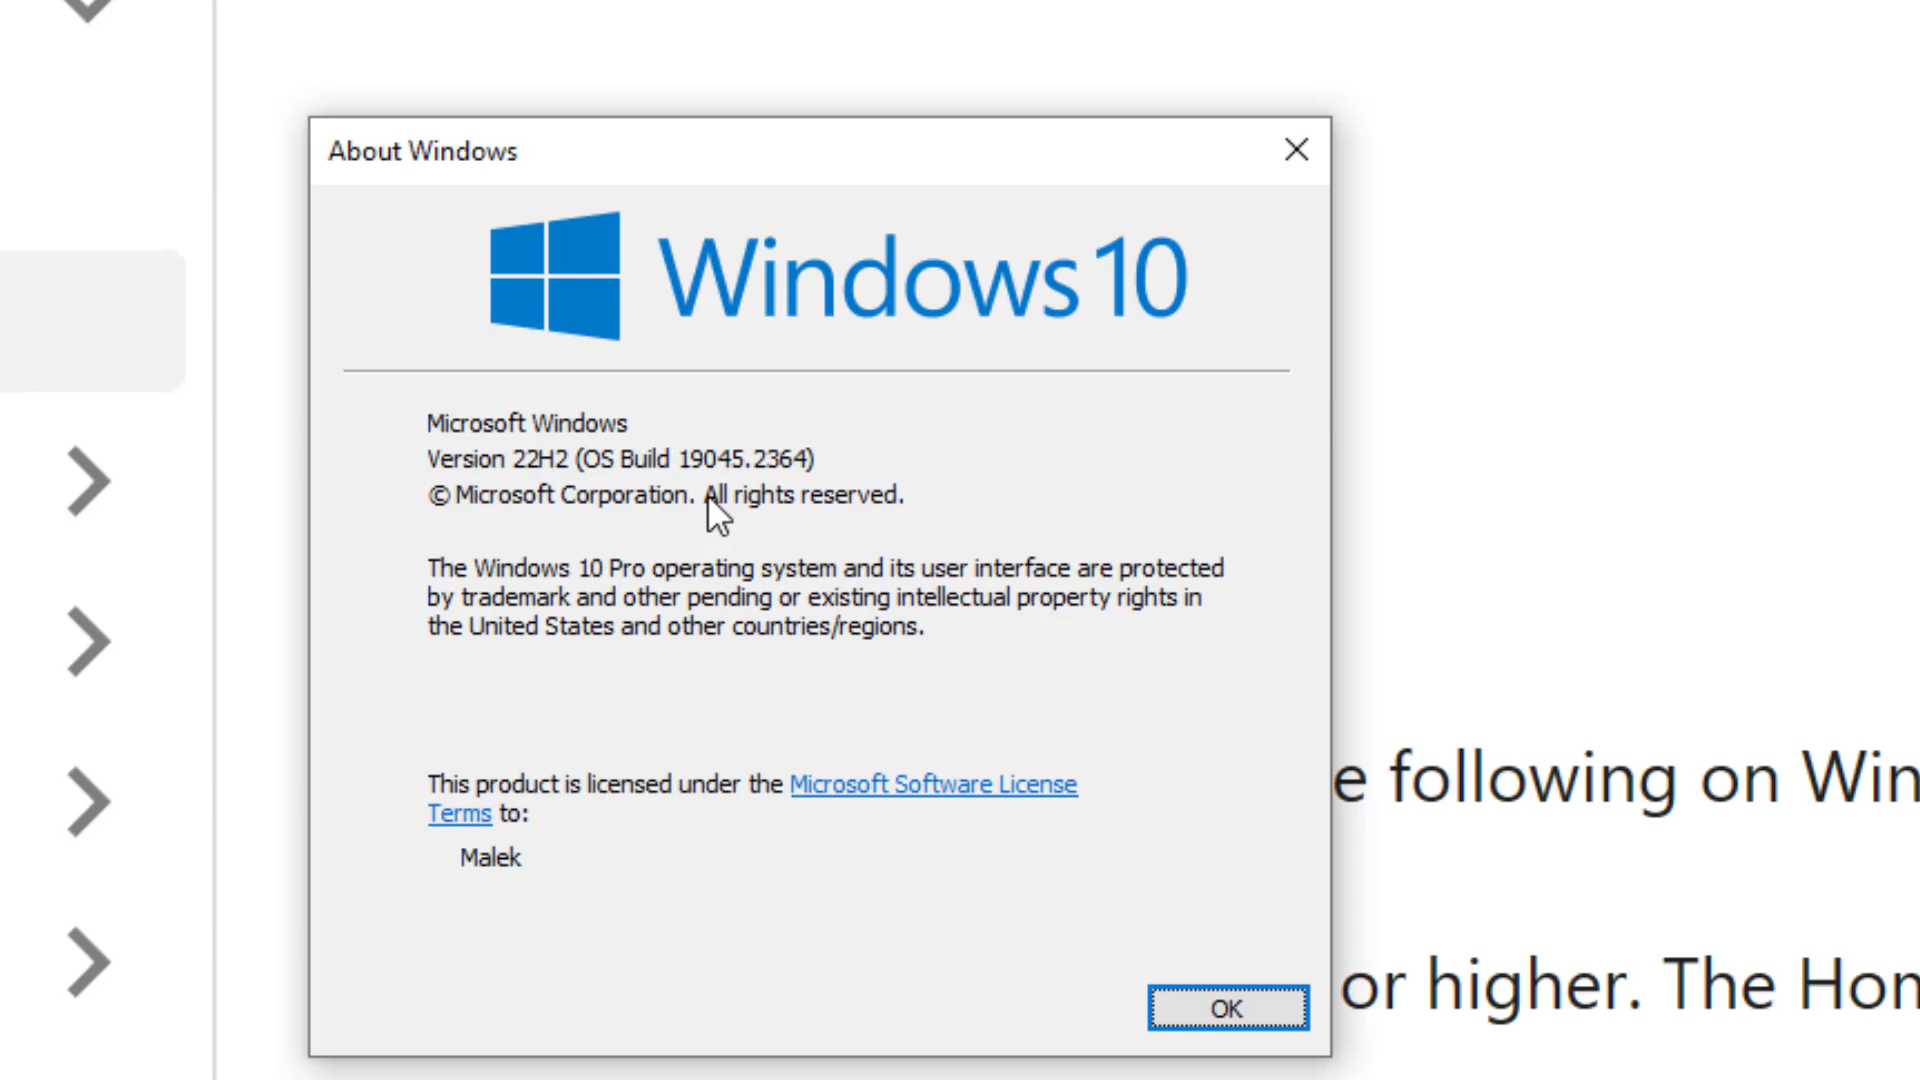 About Windows
Windows 10
Microsoft Windows
Version 22H2 (OS Build 19045.2364)
© Microsoft Corporation. All rights reserved.
The Windows 10 Pro operating system and its user interface are protected
by trademark and other pending or existing intellectual property rights in
the United States and other countries/regions.
This product is licensed under the Microsoft Software License
Terms to:
Malek
OK
e following on Win
or higher. The Hom